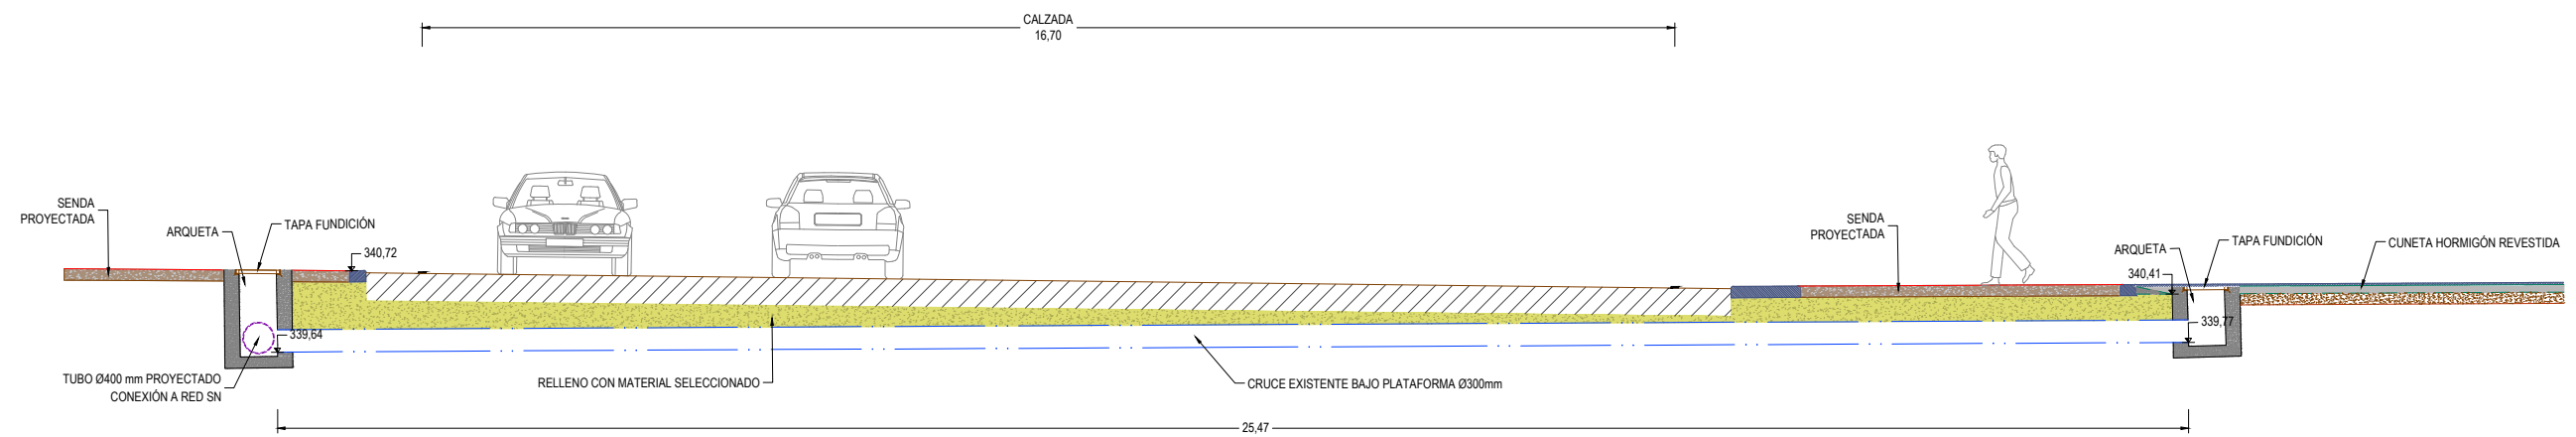 CALZADA
16,70
SENDA
PROYECTADA
ARQUETA
TAPA FUNDICIÓN
340,72
339,64
TUBO Ø400 mm PROYECTADO
CONEXIÓN A RED SN
RELLENO CON MATERIAL SELECCIONADO
CRUCE EXISTENTE BAJO PLATAFORMA Ø300mm
SENDA
PROYECTADA
ARQUETA
340,41
TAPA FUNDICIÓN
CUNETA HORMIGÓN REVESTIDA
339,77
25,47